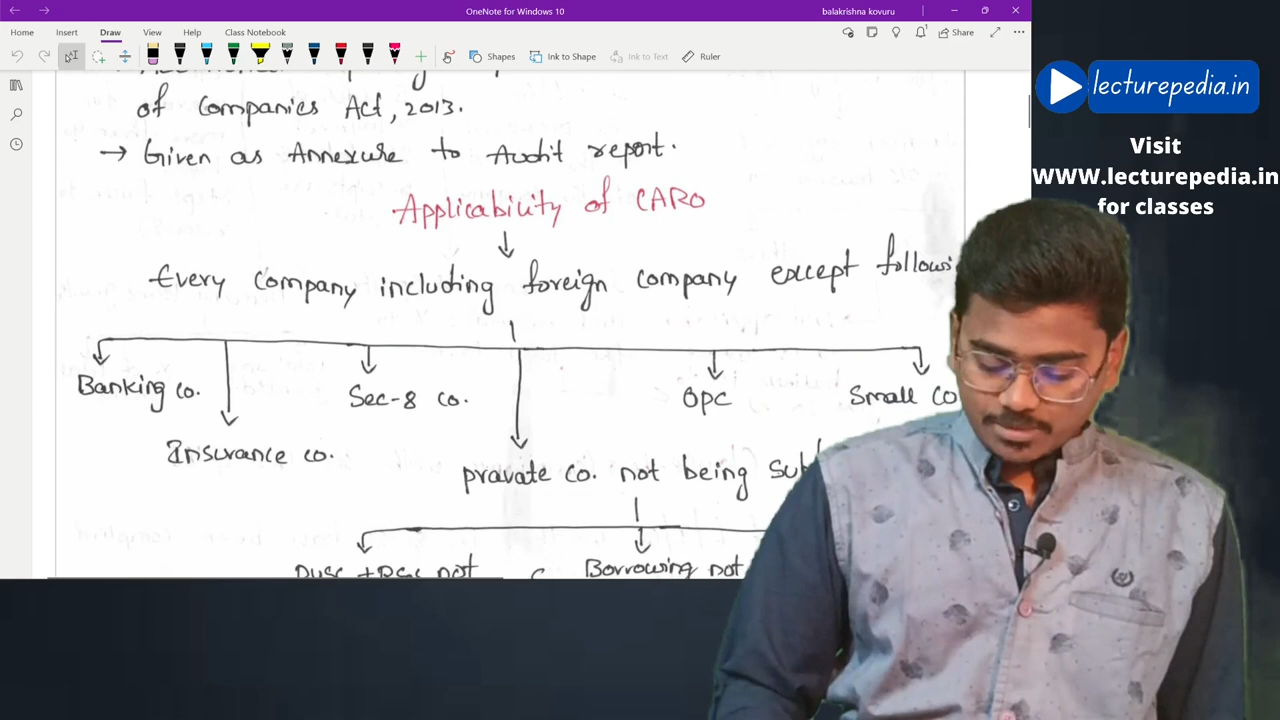 OneNote for Windows 10
balakrishna kovuru
Home Insert Draw View Help Class Notebook
Share
Shapes Ink to Shape Ink to Text Ruler
of Companies Act, 2013.
→ Given as Annexure to Audit report.
Applicability of CARO
Every company including foreign company except
Banking co.
Sec-8 co.
OPC
Small Co
Insurance co.
pravate co. not being
Borrowing not
lecturepedia.in
Visit
WWW.lecturepedia.in
for classes